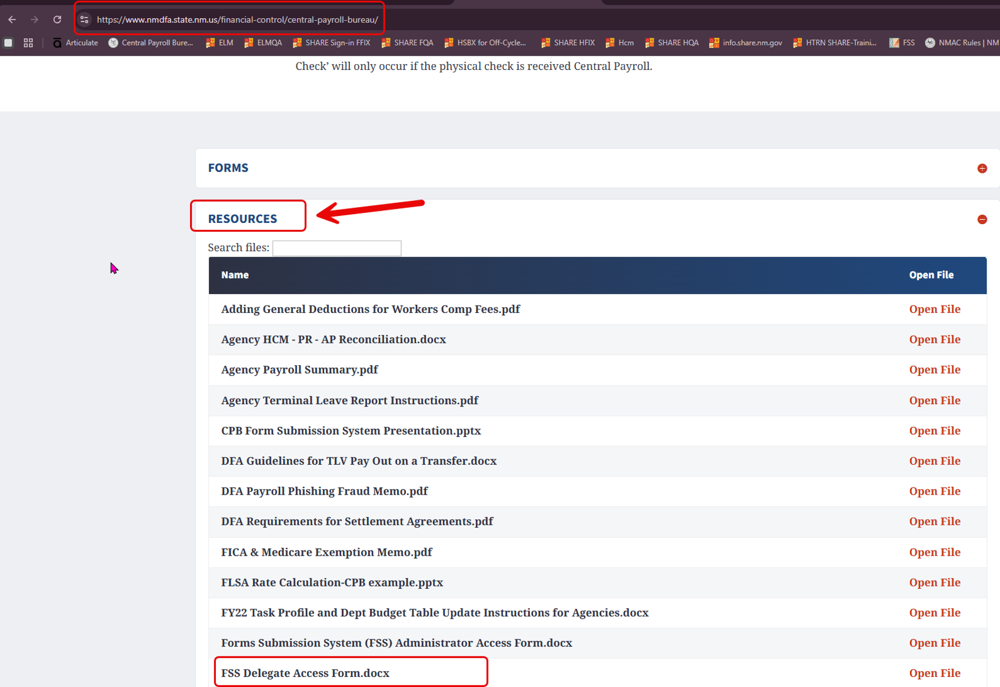 https://www.nmdfa.state.nm.us/financial-control/central-payroll-bureau/
Articulate Central Payroll Bure... ELM ELMQA SHARE Sign-in FFIX SHARE FQA HSBX for Off-Cycle... SHARE HFIX Hcm SHARE HQA info.share.nm.gov HTRN SHARE-Traini... FSS NMAC Rules | NM
Check’ will only occur if the physical check is received Central Payroll.
FORMS
RESOURCES
Search files:
Name Open File
Adding General Deductions for Workers Comp Fees.pdf Open File
Agency HCM - PR - AP Reconciliation.docx Open File
Agency Payroll Summary.pdf Open File
Agency Terminal Leave Report Instructions.pdf Open File
CPB Form Submission System Presentation.pptx Open File
DFA Guidelines for TLV Pay Out on a Transfer.docx Open File
DFA Payroll Phishing Fraud Memo.pdf Open File
DFA Requirements for Settlement Agreements.pdf Open File
FICA & Medicare Exemption Memo.pdf Open File
FLSA Rate Calculation-CPB example.pptx Open File
FY22 Task Profile and Dept Budget Table Update Instructions for Agencies.docx Open File
Forms Submission System (FSS) Administrator Access Form.docx Open File
FSS Delegate Access Form.docx Open File